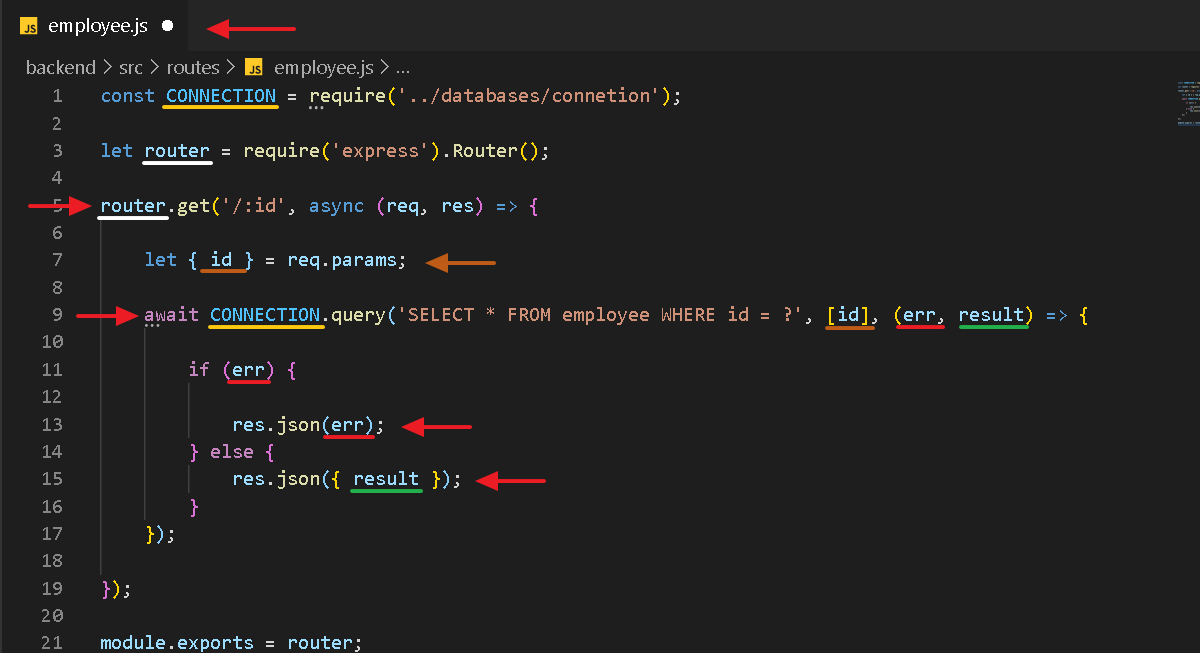 JS employee.js
backend > src > routes > JS employee.js > ...
1 const CONNECTION = require('../databases/connetion');
2
3 let router = require('express').Router();
4
5 router.get('/:id', async (req, res) => {
6
7 let { id } = req.params;
8
9 await CONNECTION.query('SELECT * FROM employee WHERE id = ?', [id], (err, result) => {
10
11 if (err) {
12
13 res.json(err);
14 } else {
15 res.json({ result });
16 }
17 });
18
19 });
20
21 module.exports = router;